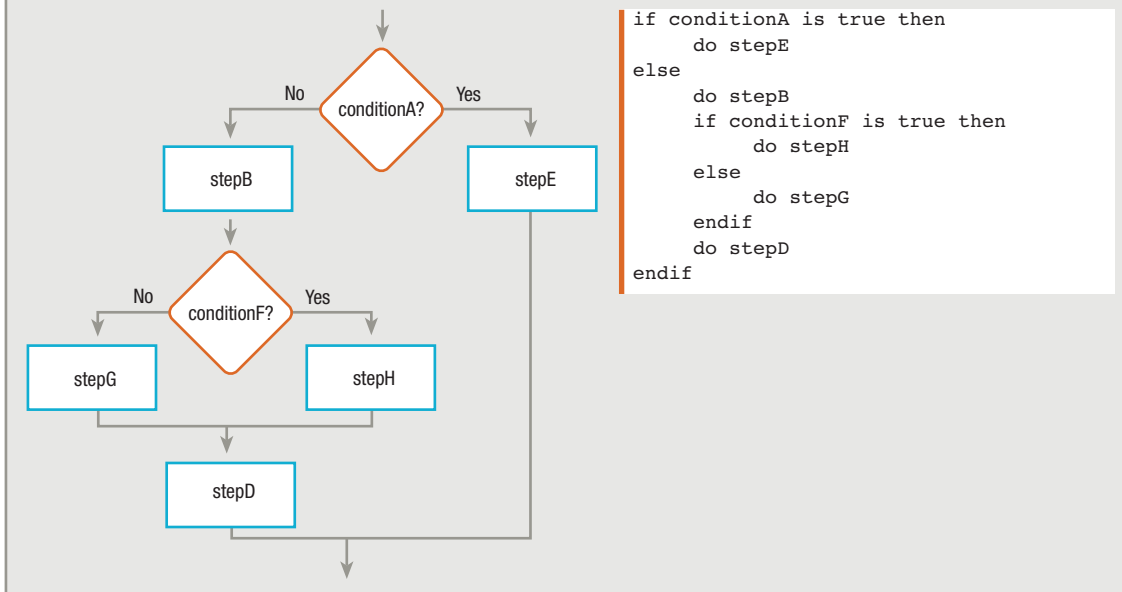 conditionA?
No
Yes
stepB
stepE
conditionF?
No
Yes
stepG
stepH
stepD
if conditionA is true then
     do stepE
else
     do stepB
     if conditionF is true then
          do stepH
     else
          do stepG
     endif
     do stepD
endif